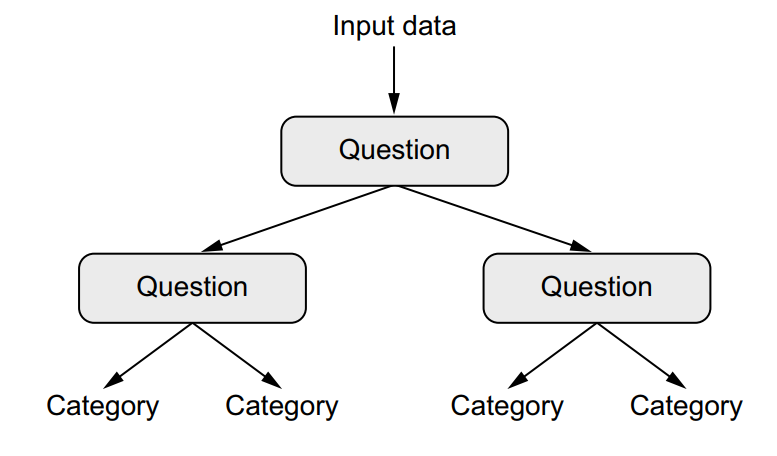 Input data
Question
Question
Question
Category
Category
Category
Category